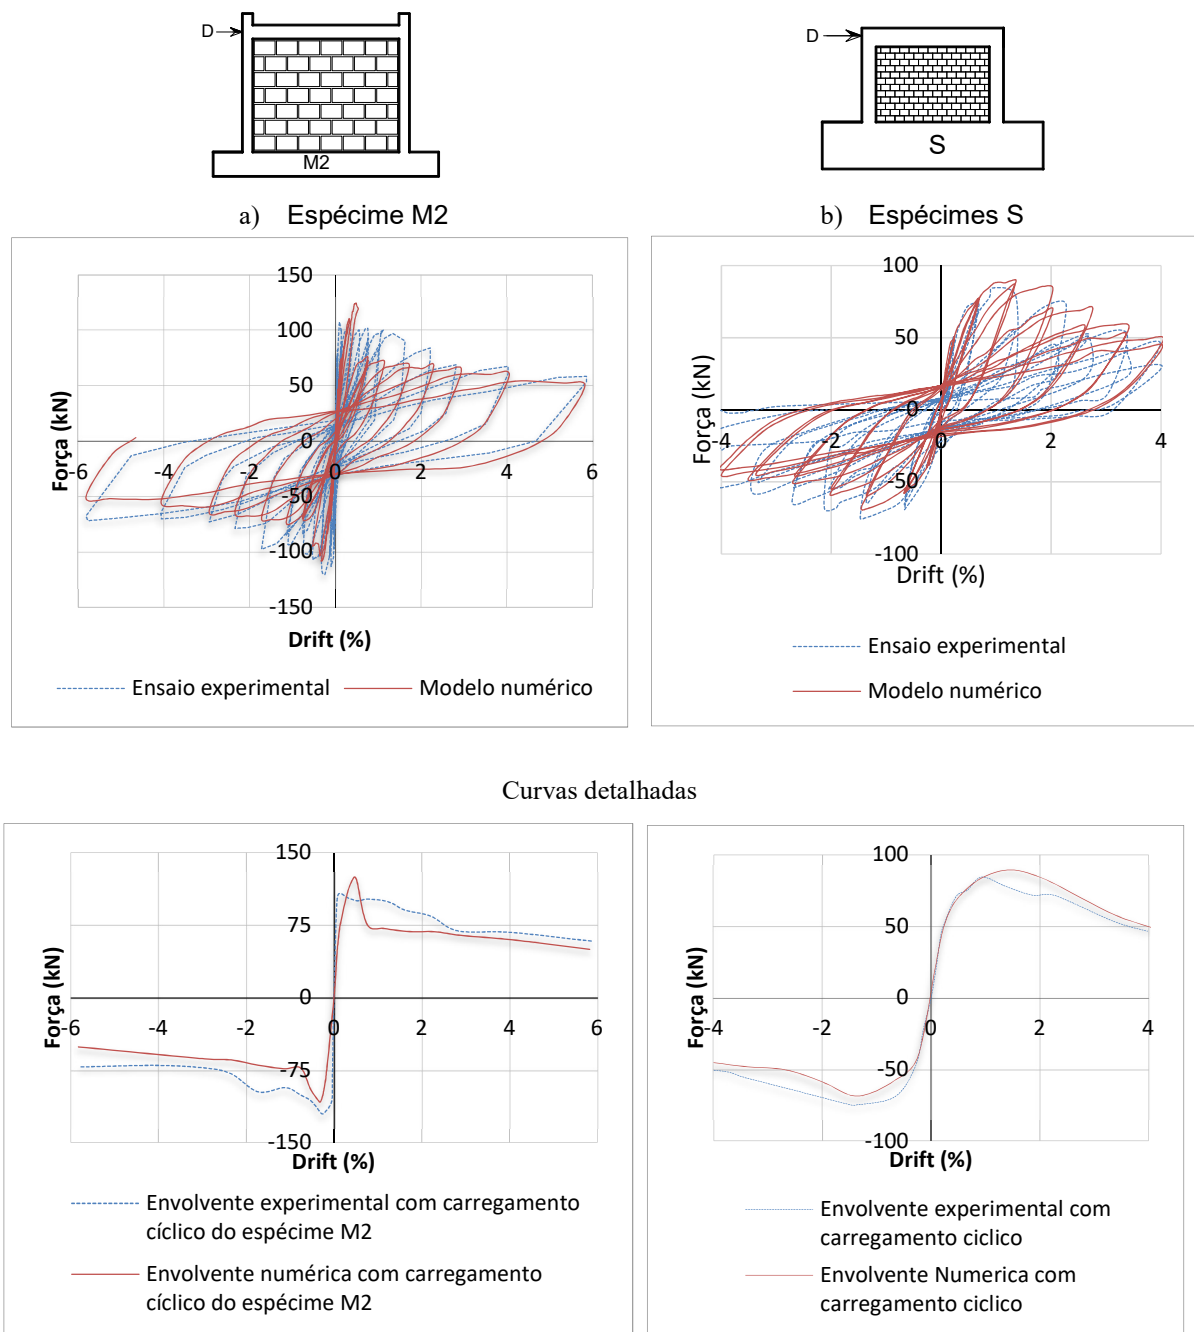 D
M2
D
S
a) Espécime M2
b) Espécimes S
150
100
50
0
-50
-100
-150
-6
-4
-2
0
2
4
6
Força (kN)
Drift (%)
Ensaio experimental
Modelo numérico
100
50
0
-50
-100
-4
-2
0
2
4
Força (kN)
Drift (%)
Ensaio experimental
Modelo numérico
Curvas detalhadas
150
75
0
-75
-150
-6
-4
-2
0
2
4
6
Força (kN)
Drift (%)
Envolvente experimental com carregamento
cíclico do espécime M2
Envolvente numérica com carregamento
cíclico do espécime M2
100
50
0
-50
-100
-4
-2
0
2
4
Força (kN)
Drift (%)
Envolvente experimental com
carregamento ciclico
Envolvente Numerica com
carregamento ciclico